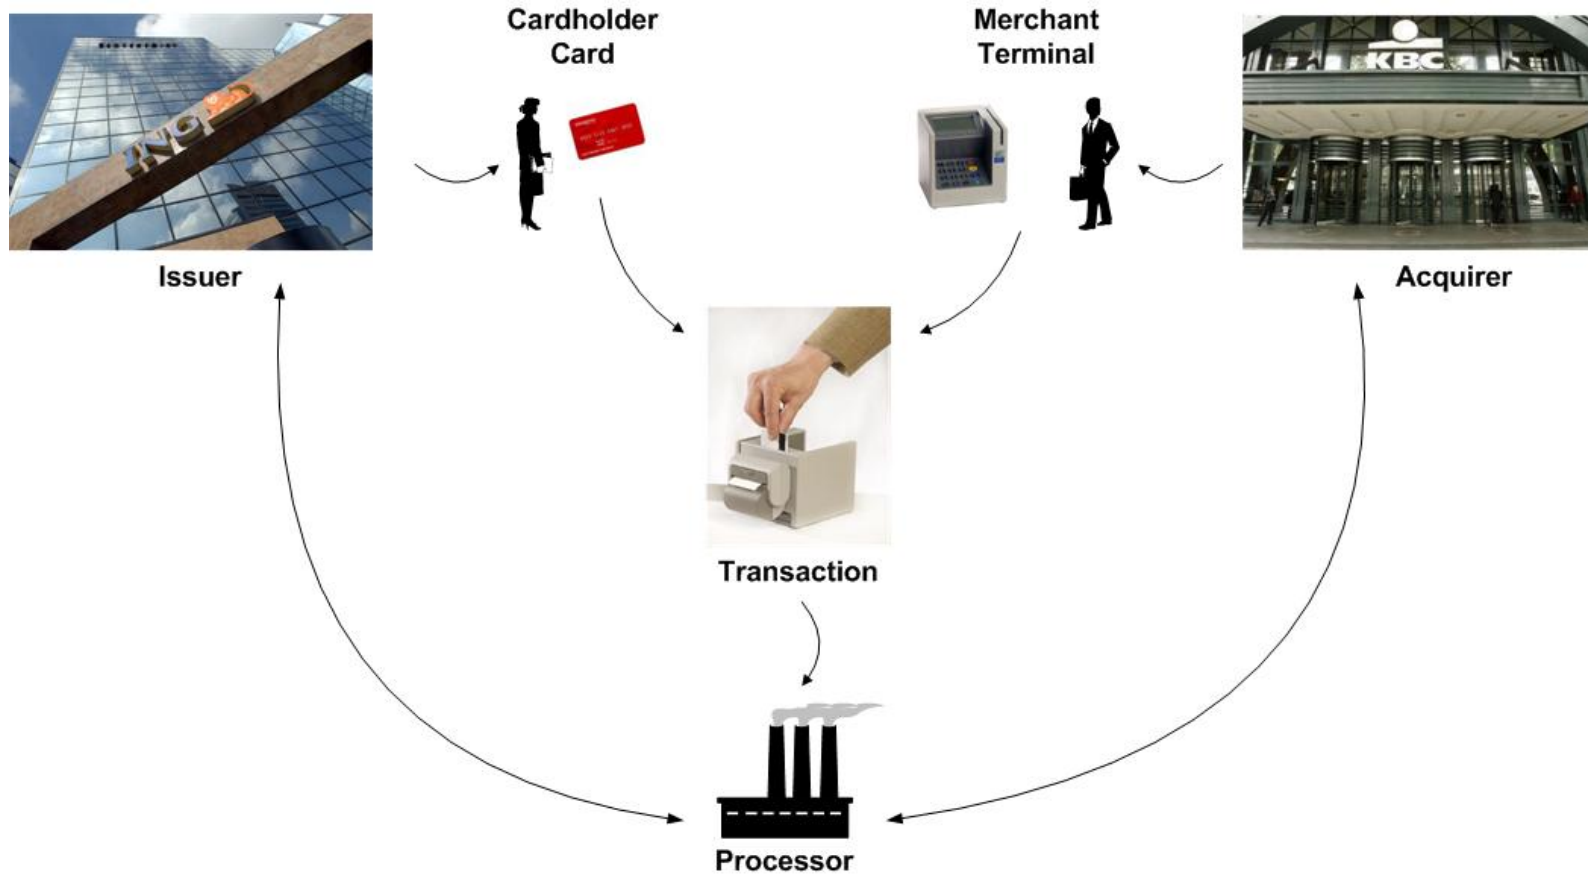 Cardholder
Card
Merchant
Terminal
ING
KBC
Issuer
Acquirer
Transaction
Processor